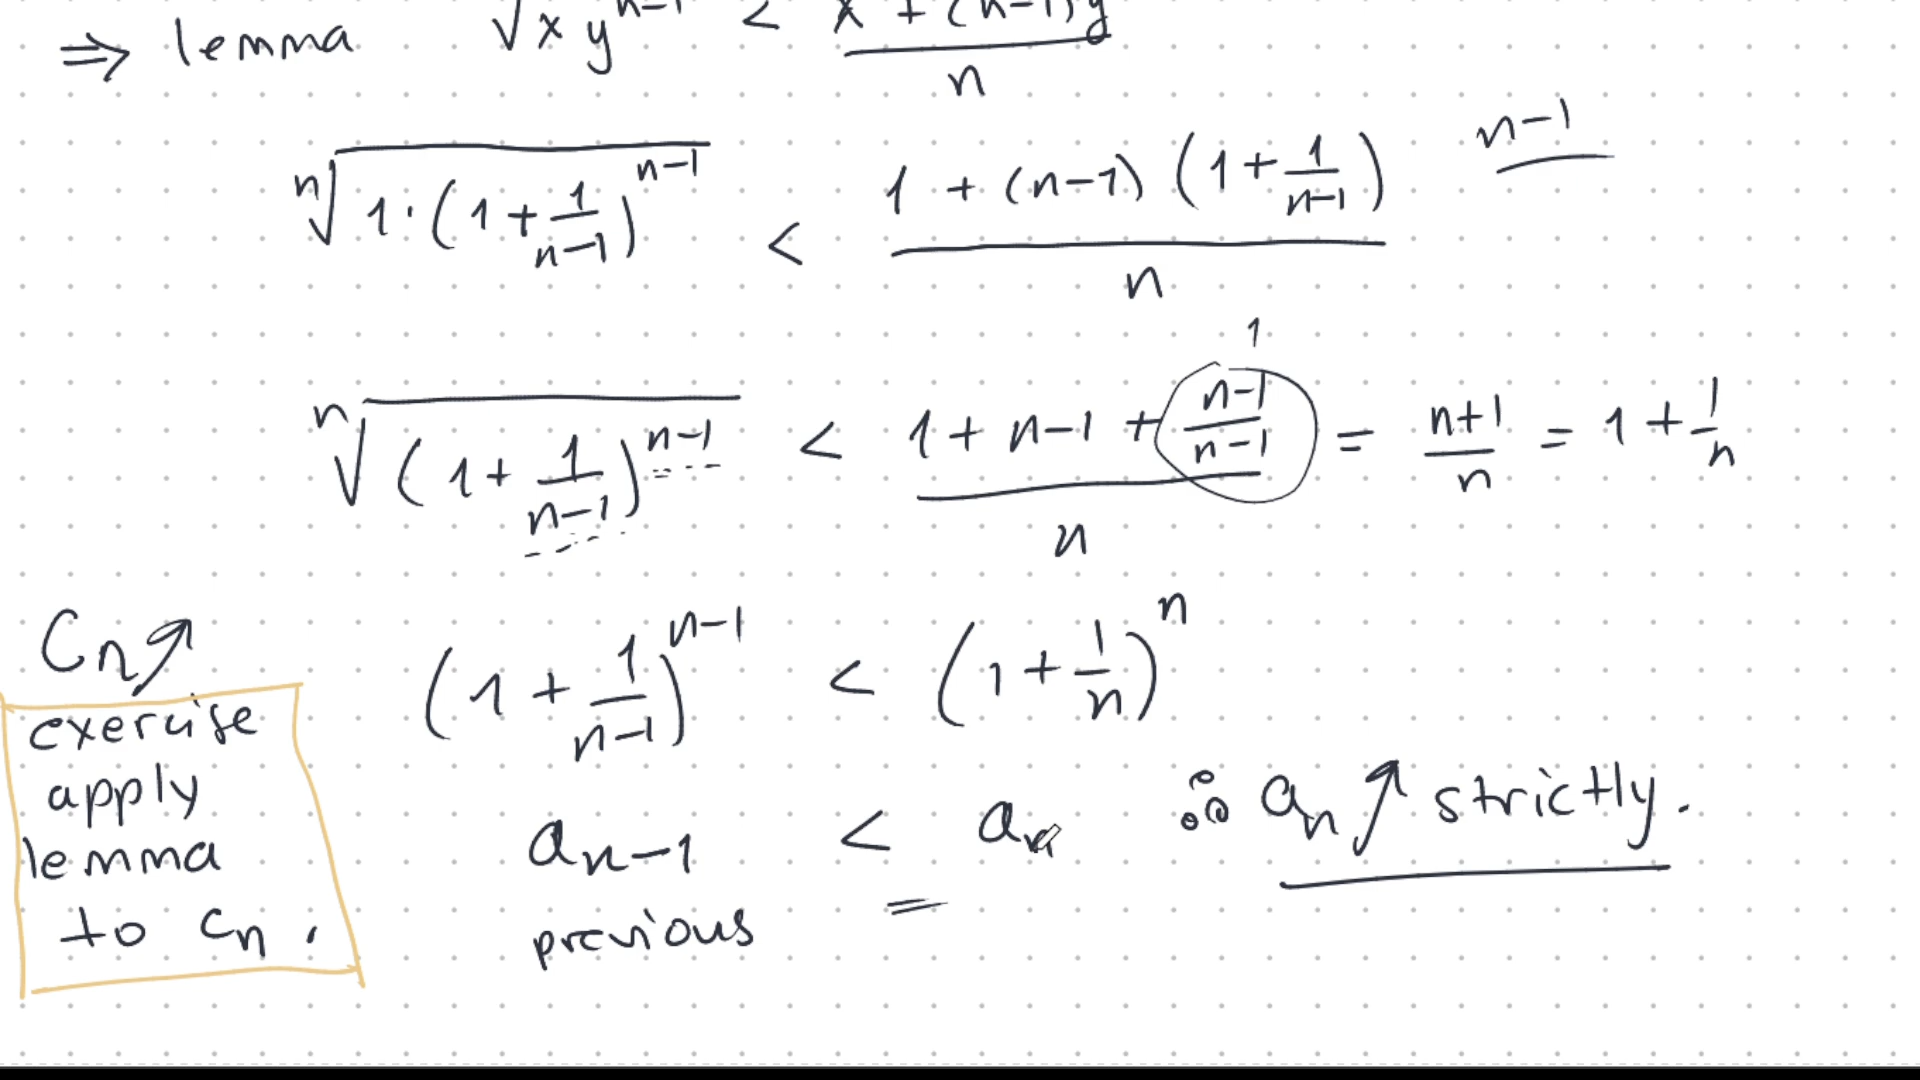 ⇒ lemma √x yⁿ⁻¹ < (x + (n-1)y)/n
ⁿ√(1·(1+1/(n-1))ⁿ⁻¹) < (1 + (n-1)(1+1/(n-1)))/n n-1
1
ⁿ√((1+1/(n-1))ⁿ⁻¹) < (1+n-1+(n-1)/(n-1))/n = (n+1)/n = 1+1/n
Cn↗ (1+1/(n-1))ⁿ⁻¹ < (1+1/n)ⁿ
exercise
apply
lemma
to Cn.
an-1 < an ∴ an↗ strictly.
previous =